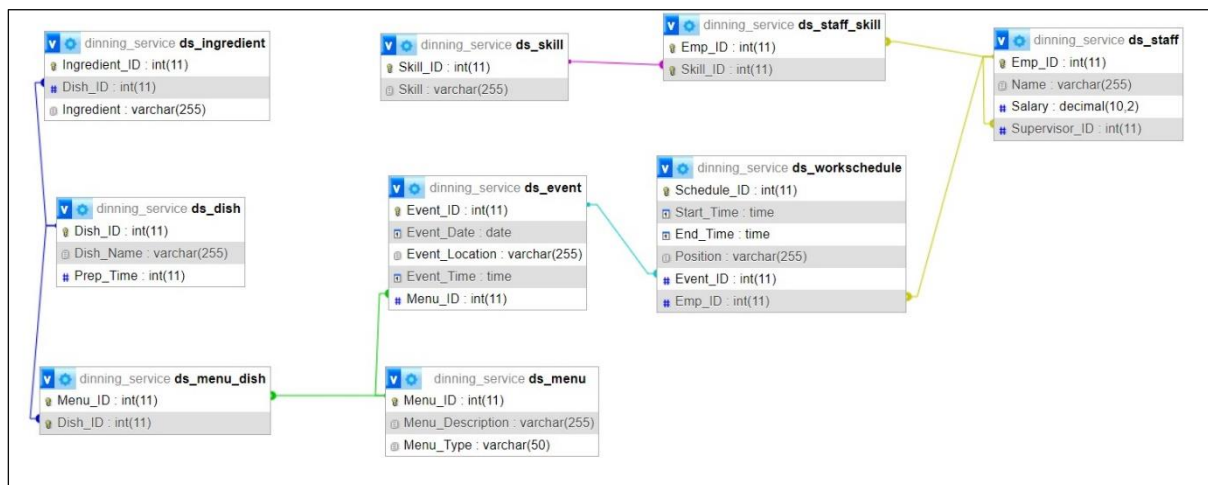 dinning_service ds_ingredient
Ingredient_ID : int(11)
Dish_ID : int(11)
Ingredient : varchar(255)
dinning_service ds_skill
Skill_ID : int(11)
Skill : varchar(255)
dinning_service ds_staff_skill
Emp_ID : int(11)
Skill_ID : int(11)
dinning_service ds_staff
Emp_ID : int(11)
Name : varchar(255)
Salary : decimal(10,2)
Supervisor_ID : int(11)
dinning_service ds_dish
Dish_ID : int(11)
Dish_Name : varchar(255)
Prep_Time : int(11)
dinning_service ds_event
Event_ID : int(11)
Event_Date : date
Event_Location : varchar(255)
Event_Time : time
Menu_ID : int(11)
dinning_service ds_workschedule
Schedule_ID : int(11)
Start_Time : time
End_Time : time
Position : varchar(255)
Event_ID : int(11)
Emp_ID : int(11)
dinning_service ds_menu_dish
Menu_ID : int(11)
Dish_ID : int(11)
dinning_service ds_menu
Menu_ID : int(11)
Menu_Description : varchar(255)
Menu_Type : varchar(50)